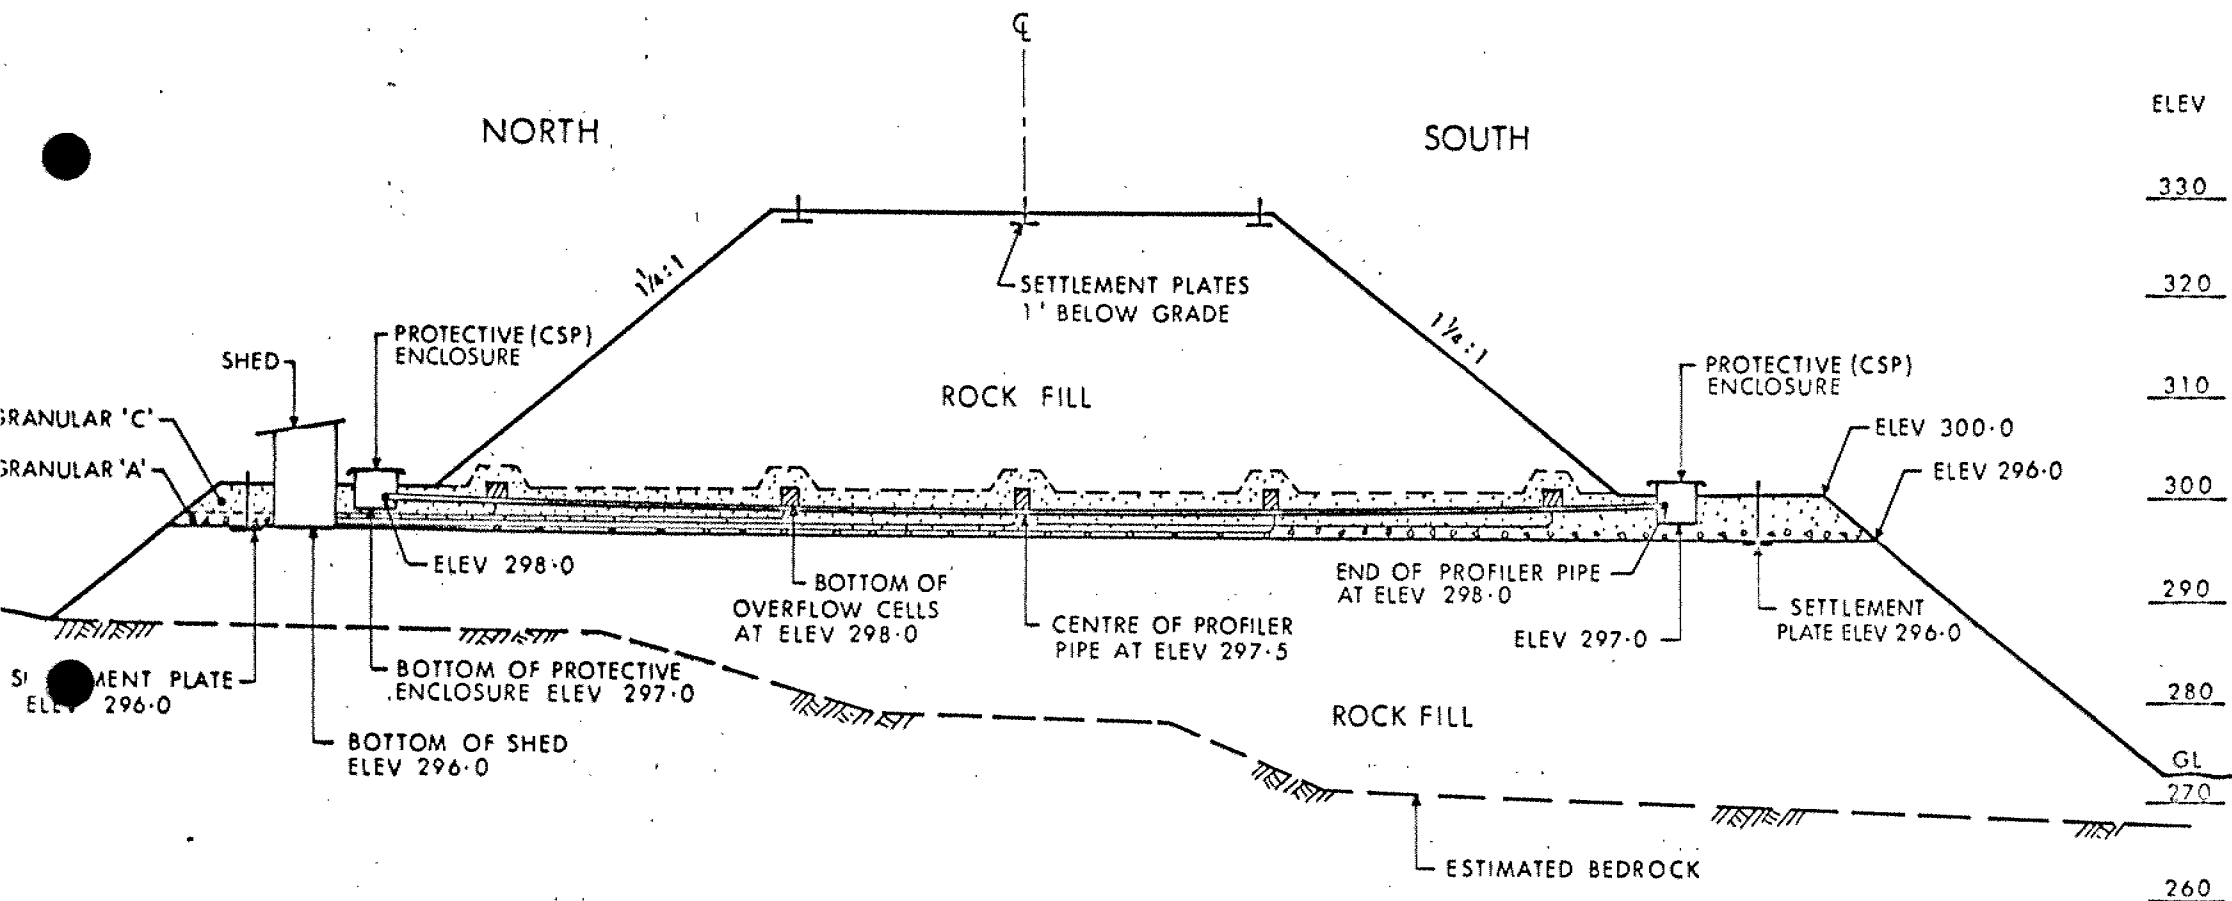 ℄
NORTH
SOUTH
ELEV
330
320
310
300
290
280
GL
270
260
1¼:1
1¼:1
SETTLEMENT PLATES
1' BELOW GRADE
PROTECTIVE (CSP)
ENCLOSURE
SHED
ROCK FILL
PROTECTIVE (CSP)
ENCLOSURE
GRANULAR 'C'
GRANULAR 'A'
ELEV 300·0
ELEV 296·0
ELEV 298·0
BOTTOM OF
OVERFLOW CELLS
AT ELEV 298·0
CENTRE OF PROFILER
PIPE AT ELEV 297·5
END OF PROFILER PIPE
AT ELEV 298·0
ELEV 297·0
SETTLEMENT
PLATE ELEV 296·0
PLATE
ELEV 296·0
BOTTOM OF PROTECTIVE
ENCLOSURE ELEV 297·0
BOTTOM OF SHED
ELEV 296·0
ROCK FILL
ESTIMATED BEDROCK